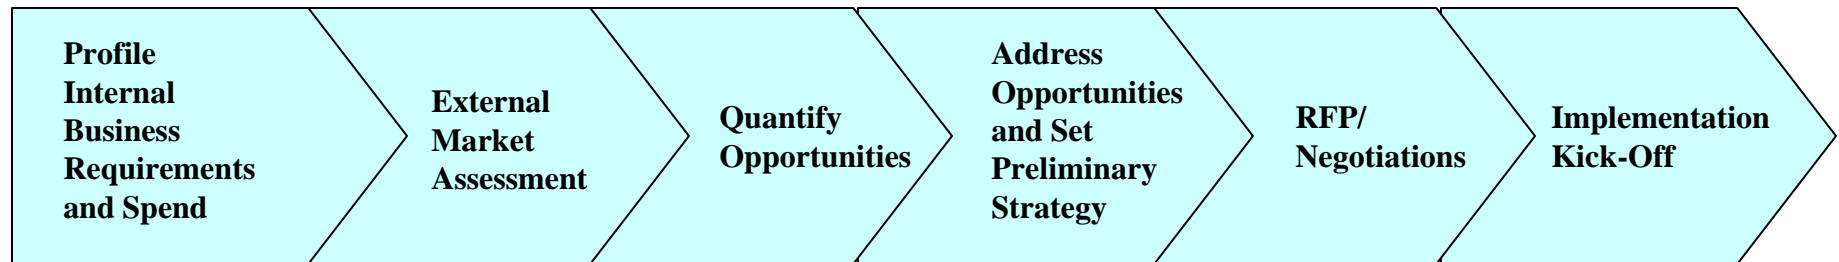 Profile
Internal
Business
Requirements
and Spend
External
Market
Assessment
Quantify
Opportunities
Address
Opportunities
and Set
Preliminary
Strategy
RFP/
Negotiations
Implementation
Kick-Off